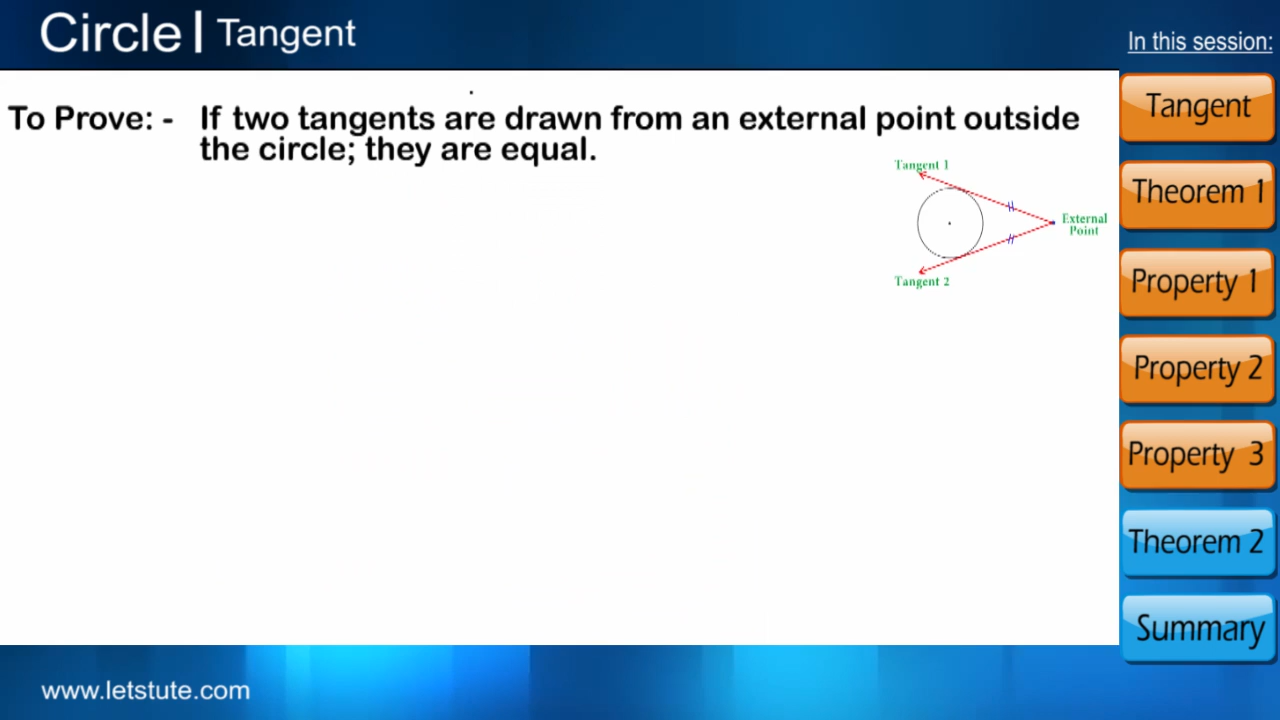 Circle | Tangent
In this session:
To Prove: - If two tangents are drawn from an external point outside
the circle; they are equal.
Tangent 1
External
Point
Tangent 2
Tangent
Theorem 1
Property 1
Property 2
Property 3
Theorem 2
Summary
www.letstute.com